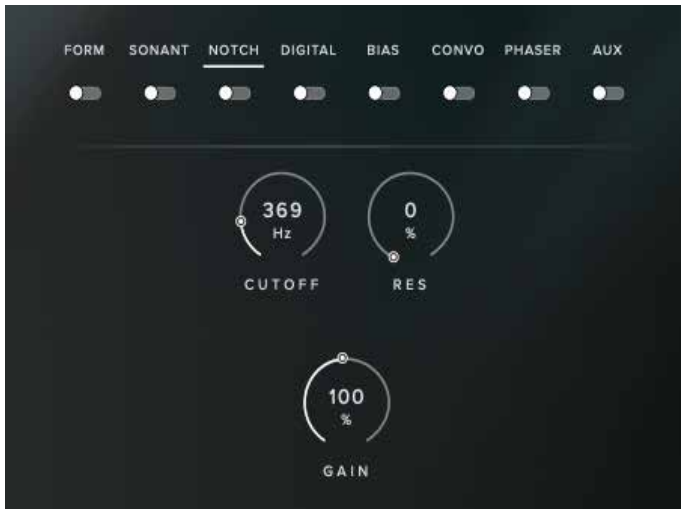 FORM SONANT NOTCH DIGITAL BIAS CONVO PHASER AUX
369 0
Hz %
CUTOFF RES
100
%
GAIN